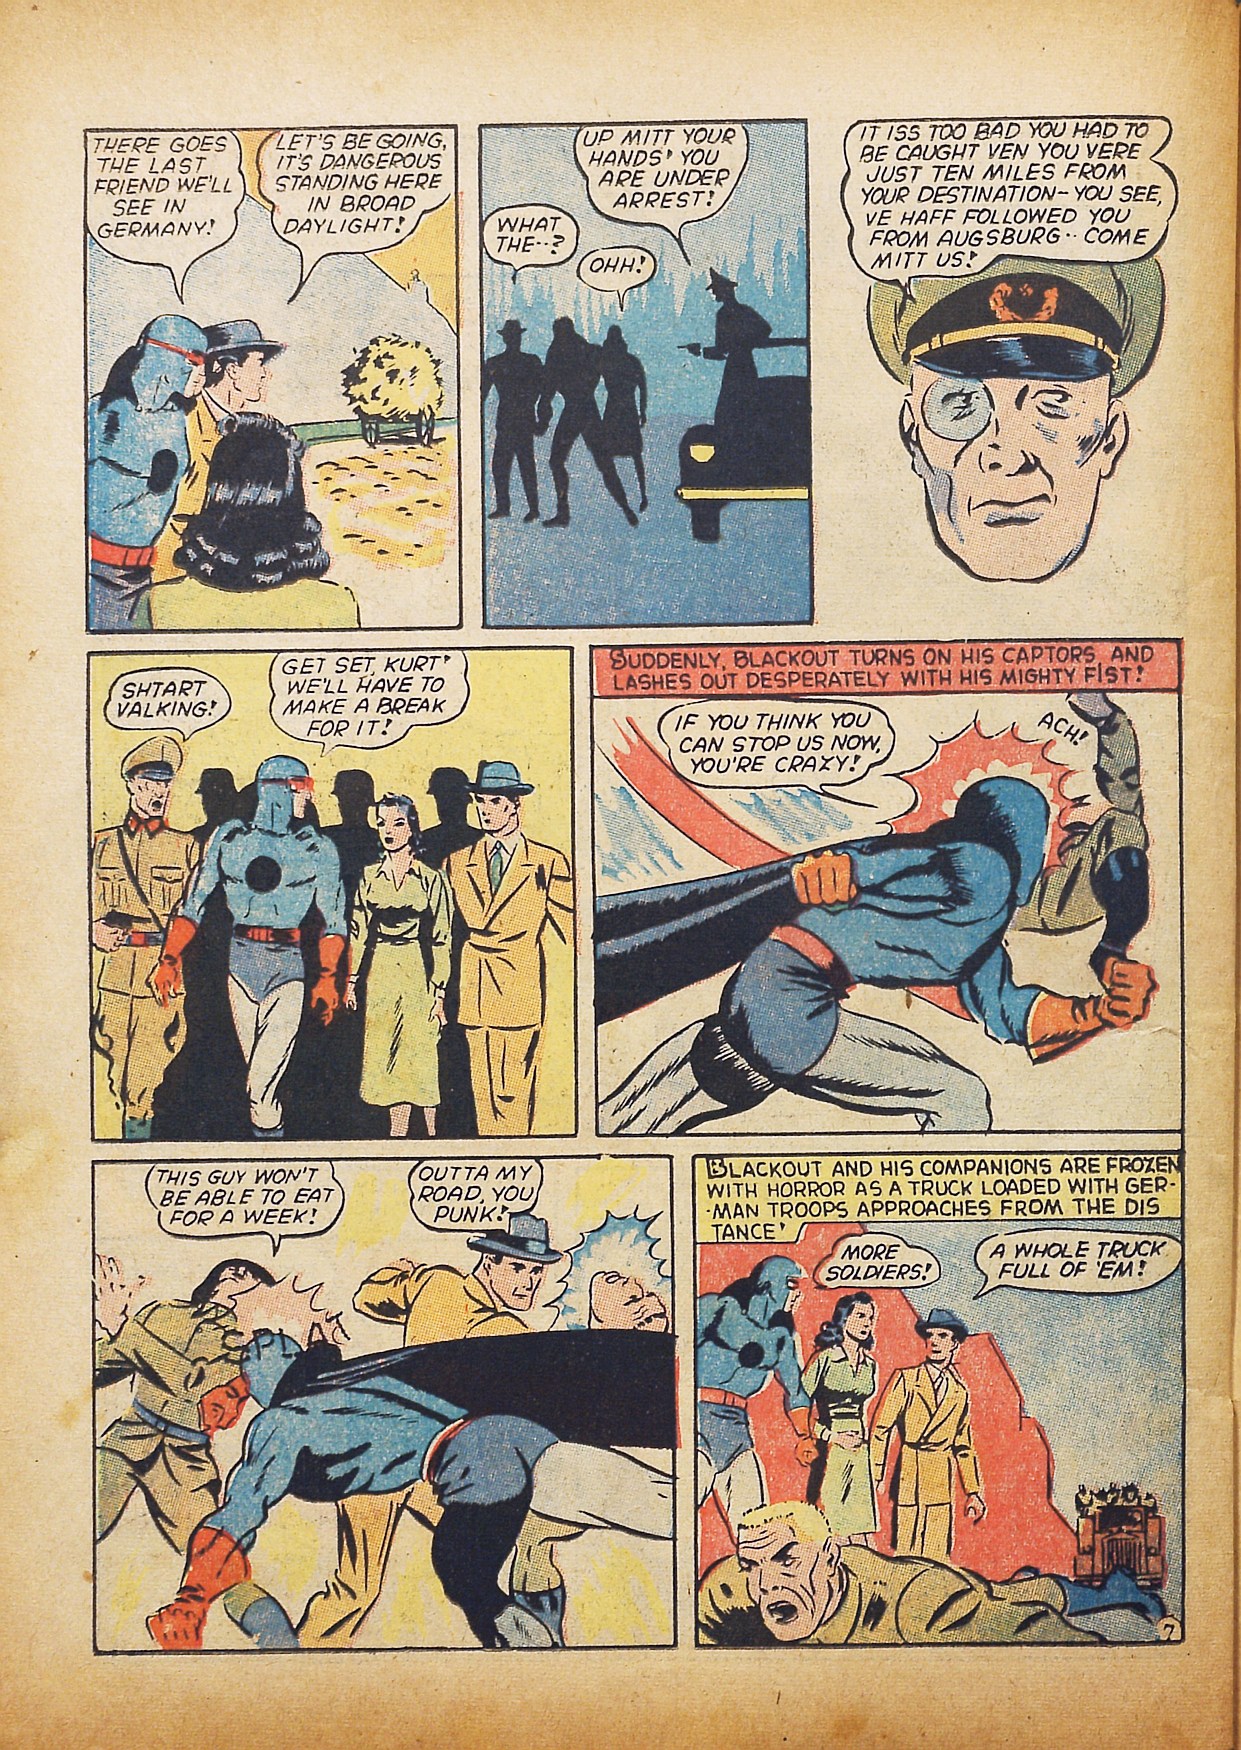 THERE GOES
THE LAST
FRIEND WE'LL
SEE IN
GERMANY!
LET'S BE GOING,
IT'S DANGEROUS
STANDING HERE
IN BROAD
DAYLIGHT!
UP MITT YOUR
HANDS! YOU
ARE UNDER
ARREST!
WHAT
THE--?
OHH!
IT ISS TOO BAD YOU HAD TO
BE CAUGHT VEN YOU VERE
JUST TEN MILES FROM
YOUR DESTINATION-YOU SEE,
VE HAFF FOLLOWED YOU
FROM AUGSBURG-- COME
MITT US!
SHTART
VALKING!
GET SET, KURT!
WE'LL HAVE TO
MAKE A BREAK
FOR IT!
SUDDENLY, BLACKOUT TURNS ON HIS CAPTORS AND
LASHES OUT DESPERATELY WITH HIS MIGHTY FIST!
IF YOU THINK YOU
CAN STOP US NOW,
YOU'RE CRAZY!
ACH!
THIS GUY WON'T
BE ABLE TO EAT
FOR A WEEK!
OUTTA MY
ROAD, YOU
PUNK!
BLACKOUT AND HIS COMPANIONS ARE FROZEN
WITH HORROR AS A TRUCK LOADED WITH GER-
-MAN TROOPS APPROACHES FROM THE DIS
TANCE!
MORE
SOLDIERS!
A WHOLE TRUCK
FULL OF 'EM!
7